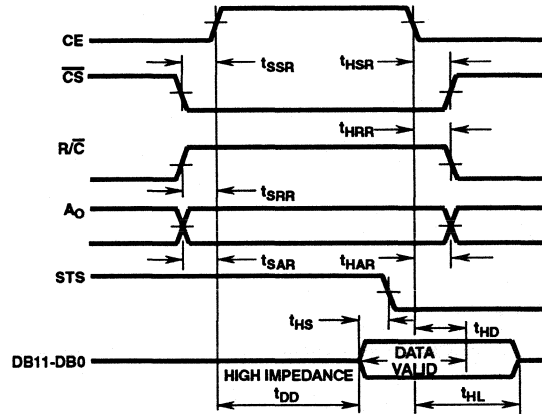 CE
tSSR
tHSR
CS
tHRR
R/C
tSRR
AO
tSAR
tHAR
STS
tHS
tHD
DB11-DB0
DATA
VALID
HIGH IMPEDANCE
tDD
tHL